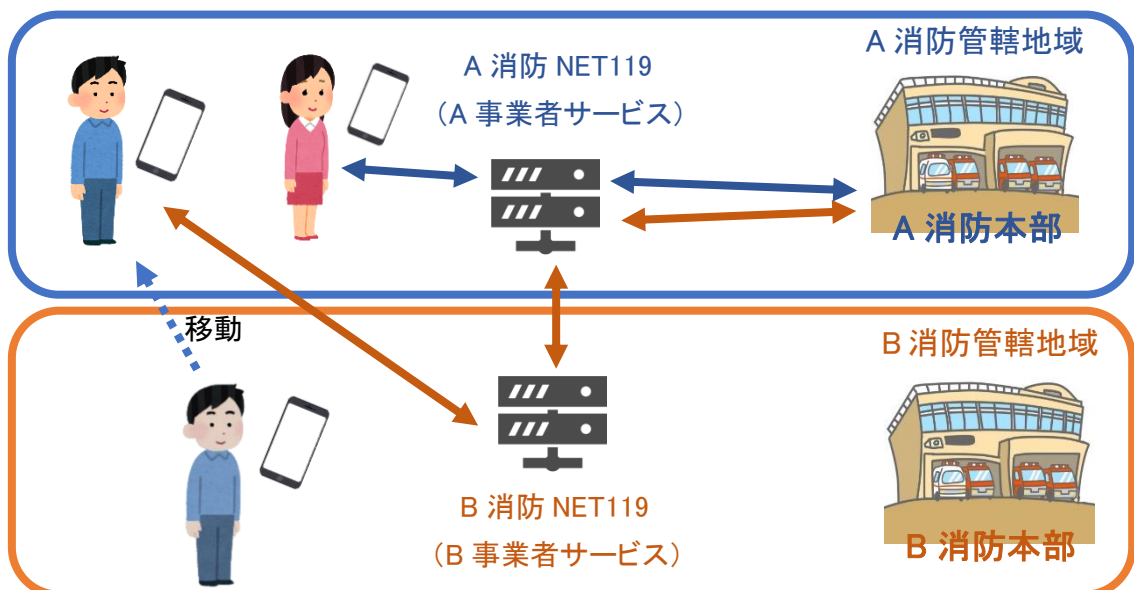 A 消防管轄地域
A 消防 NET119
（A 事業者サービス）
A 消防本部
移動
B 消防管轄地域
B 消防 NET119
（B 事業者サービス）
B 消防本部